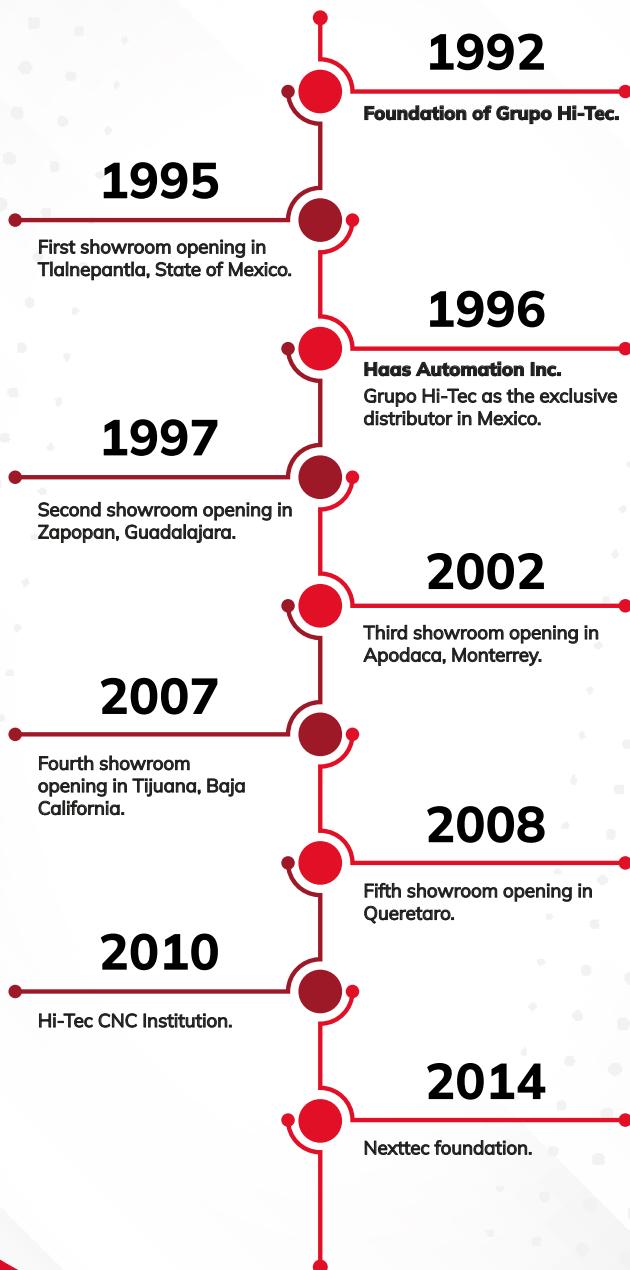 1992
Foundation of Grupo Hi-Tec.
1995
First showroom opening in
Tlalnepantla, State of Mexico.
1996
Haas Automation Inc.
Grupo Hi-Tec as the exclusive
distributor in Mexico.
1997
Second showroom opening in
Zapopan, Guadalajara.
2002
Third showroom opening in
Apodaca, Monterrey.
2007
Fourth showroom
opening in Tijuana, Baja
California.
2008
Fifth showroom opening in
Queretaro.
2010
Hi-Tec CNC Institution.
2014
Nexttec foundation.